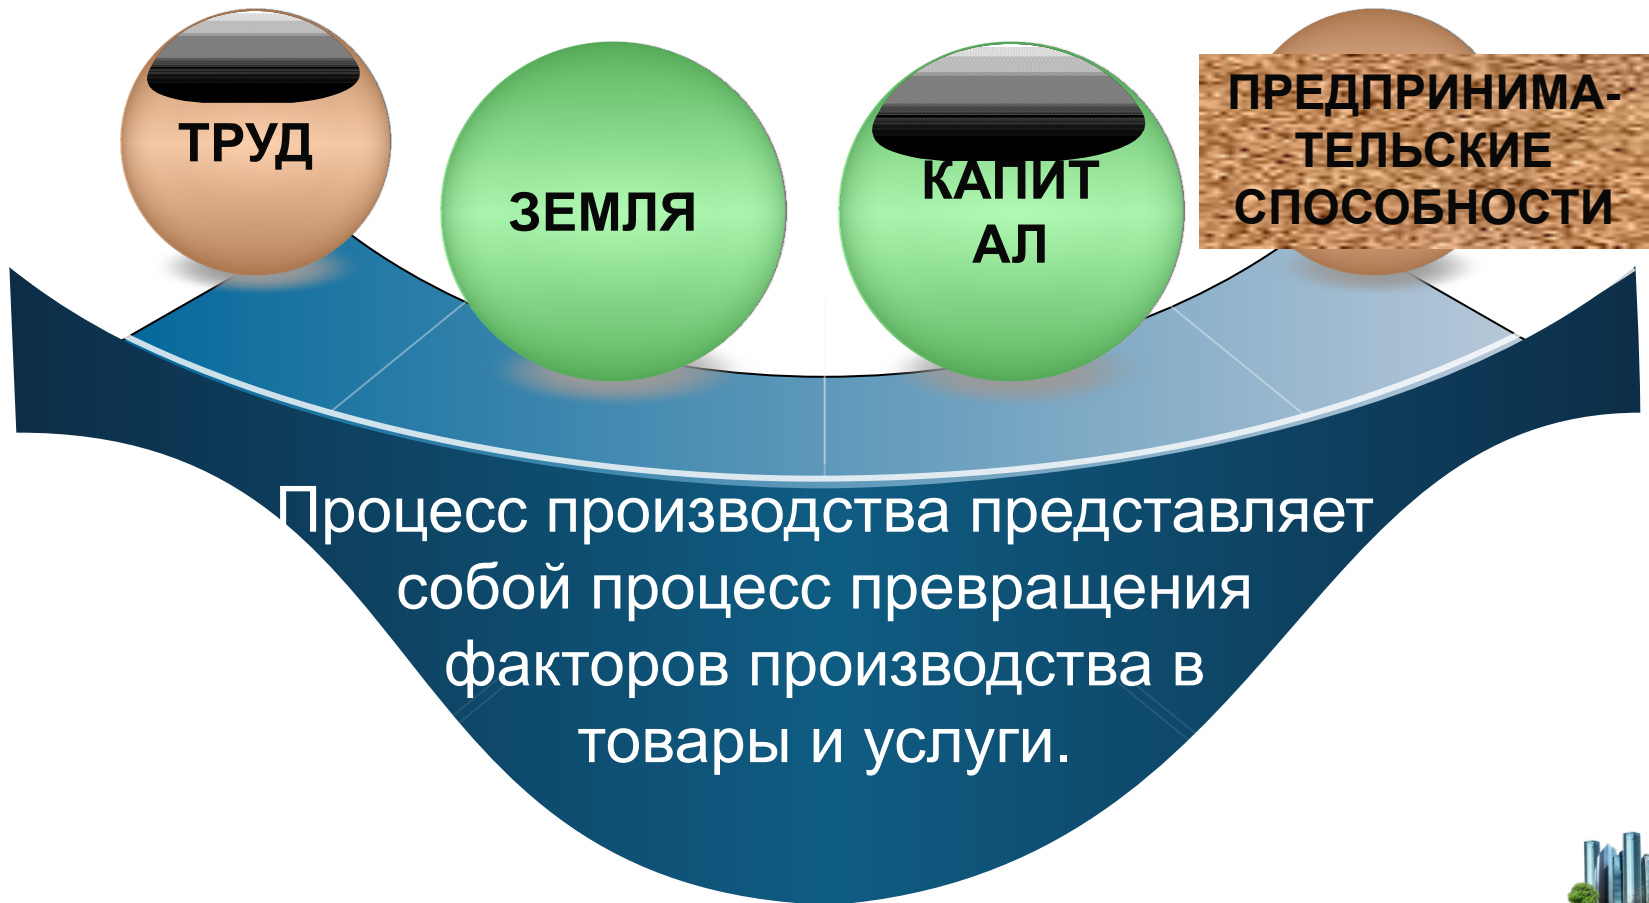 ТРУД
ЗЕМЛЯ
КАПИТ
АЛ
ПРЕДПРИНИМА-
ТЕЛЬСКИЕ
СПОСОБНОСТИ
Процесс производства представляет
собой процесс превращения
факторов производства в
товары и услуги.